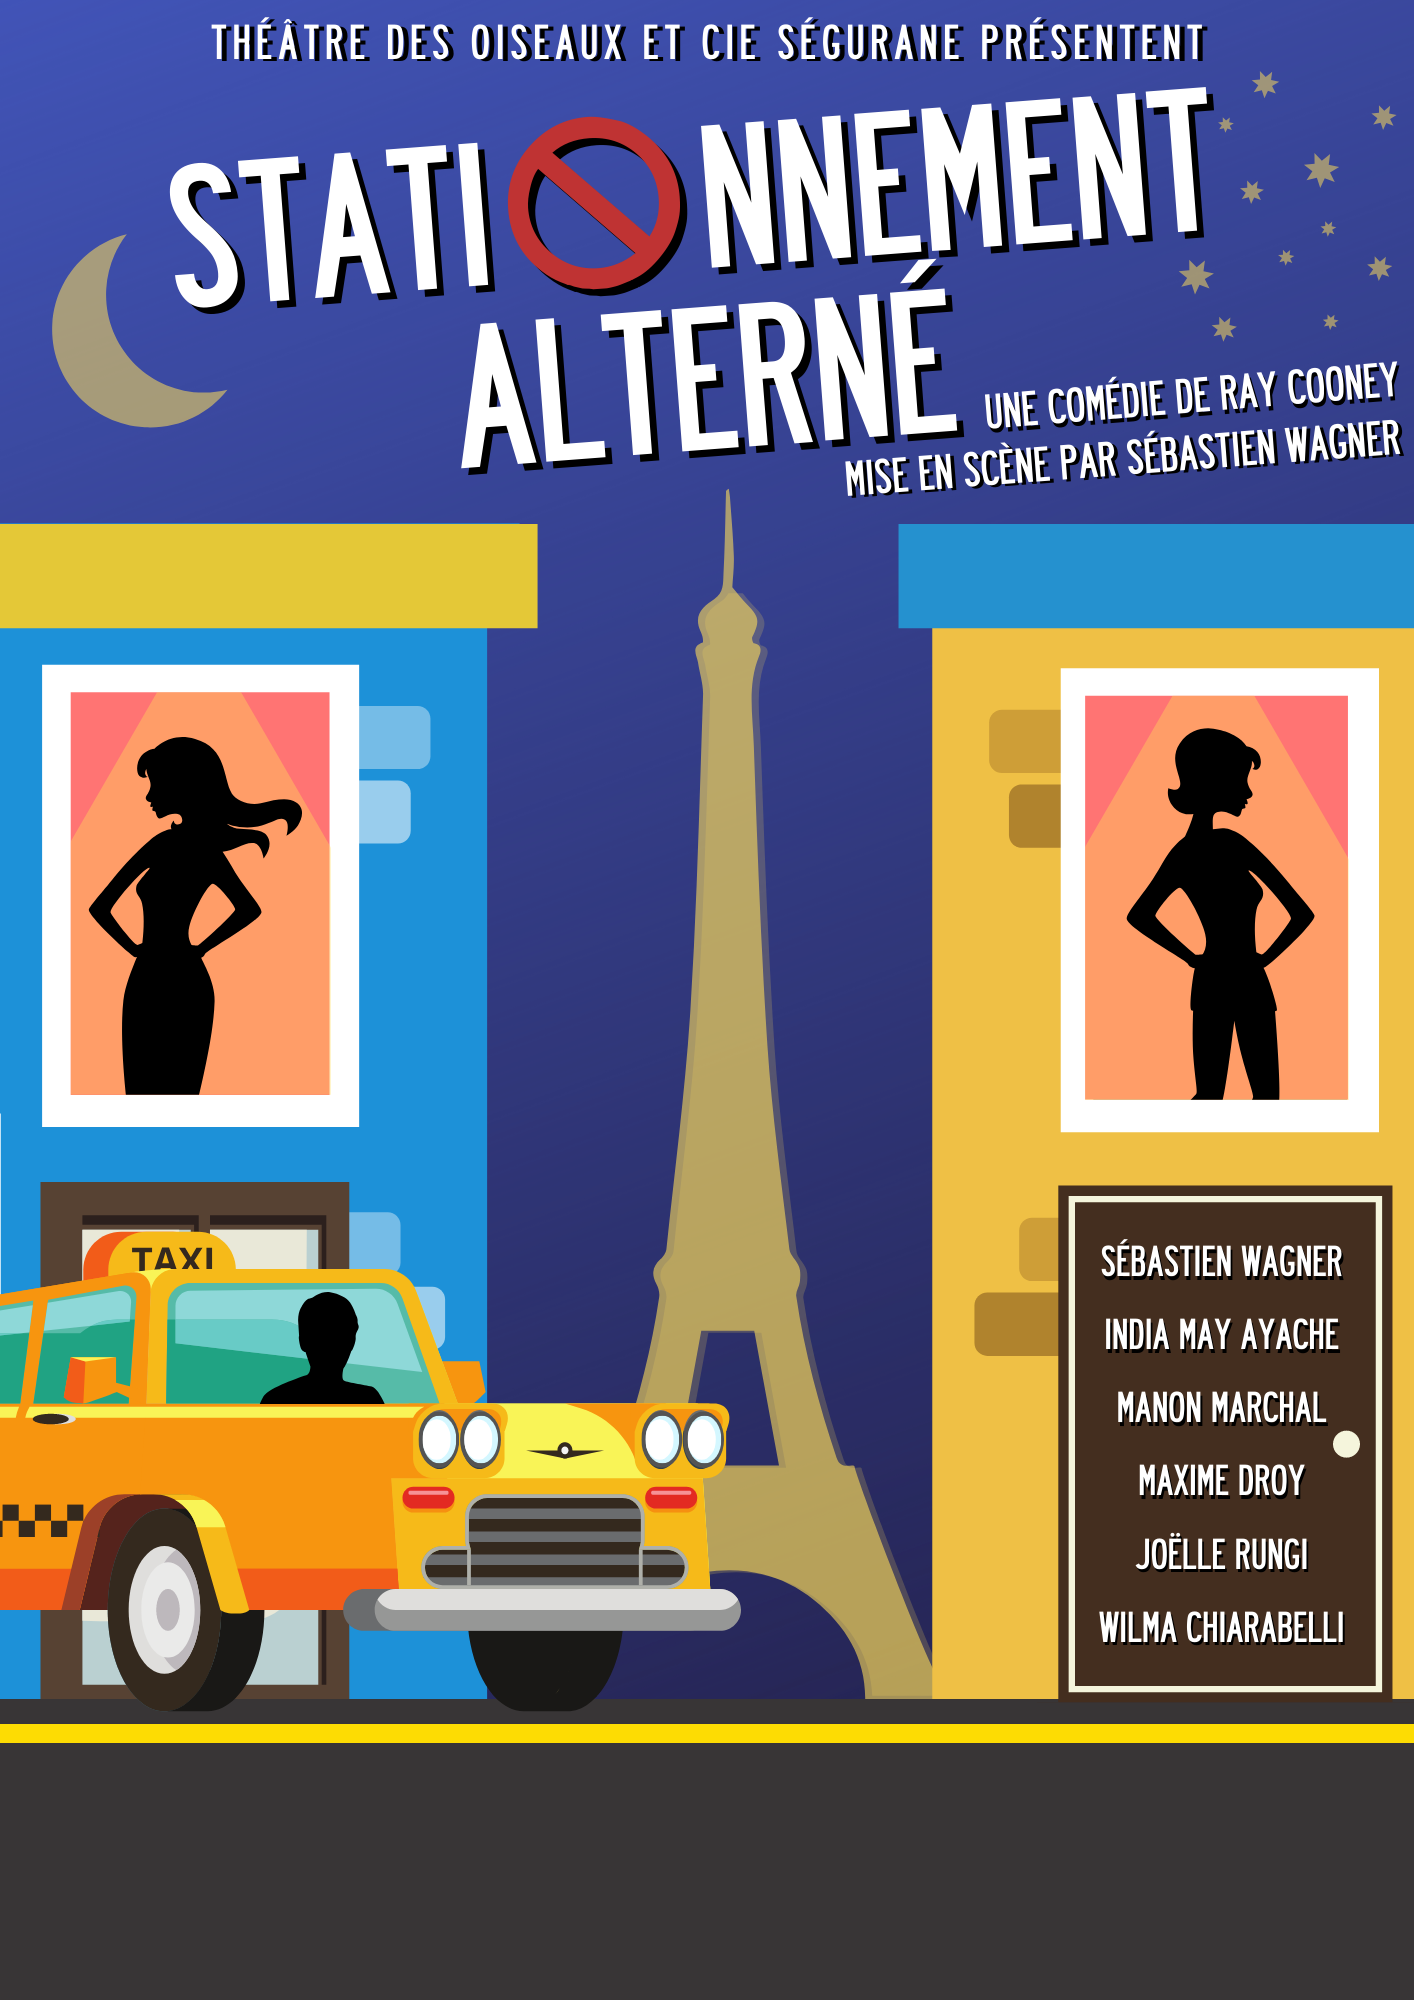 THÉÂTRE DES OISEAUX ET CIE SÉGURANE PRÉSENTENT
STATIONNEMENT
ALTERNÉ
UNE COMÉDIE DE RAY COONEY
MISE EN SCÈNE PAR SÉBASTIEN WAGNER
TAXI
SÉBASTIEN WAGNER
INDIA MAY AYACHE
MANON MARCHAL
MAXIME DROY
JOËLLE RUNGI
WILMA CHIARABELLI